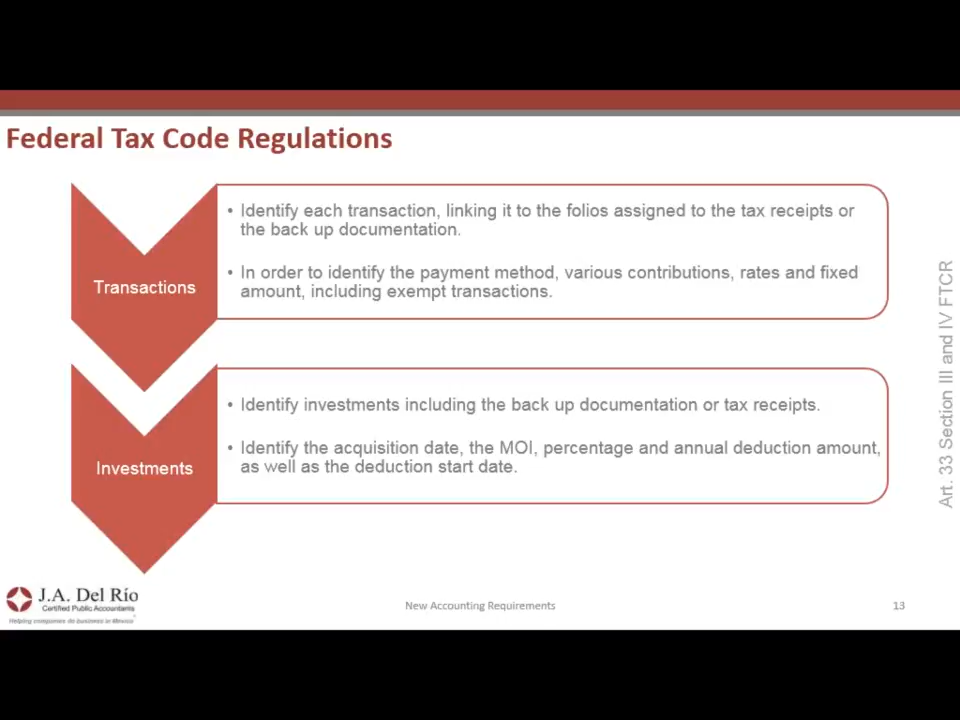 Federal Tax Code Regulations
Transactions
• Identify each transaction, linking it to the folios assigned to the tax receipts or
the back up documentation.
• In order to identify the payment method, various contributions, rates and fixed
amount, including exempt transactions.
Investments
• Identify investments including the back up documentation or tax receipts.
• Identify the acquisition date, the MOI, percentage and annual deduction amount,
as well as the deduction start date.
Art. 33 Section III and IV FTCR
J.A. Del Río
Certified Public Accountants
Helping companies do business in Mexico
New Accounting Requirements
13